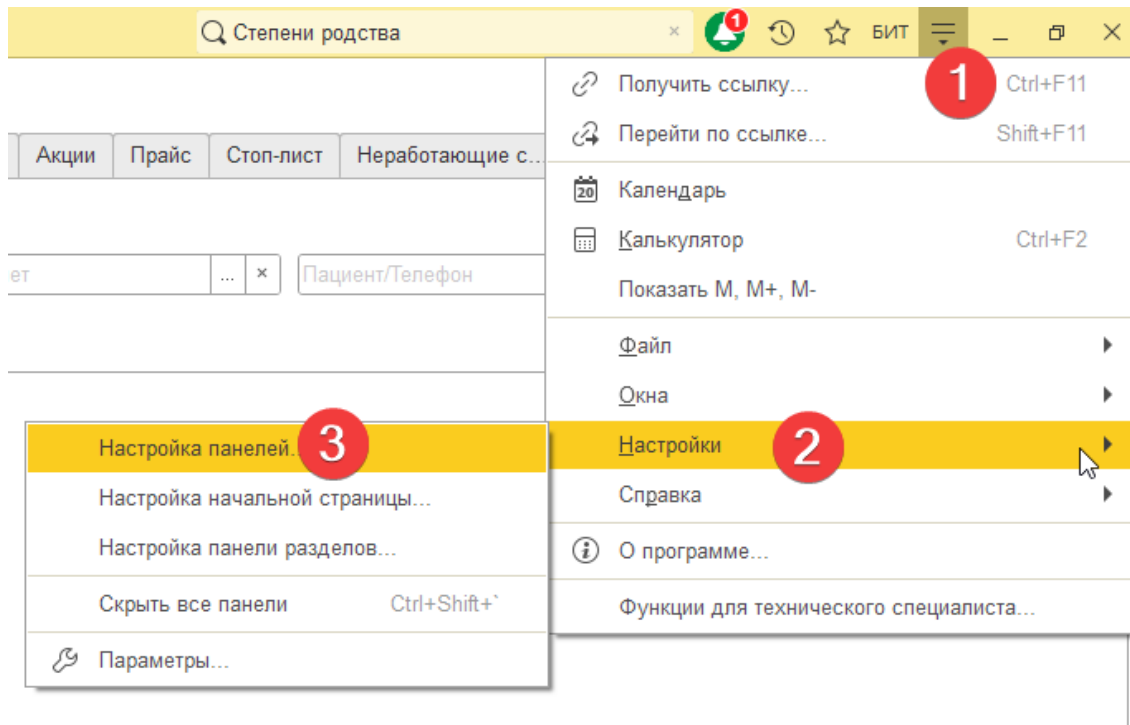 Степени родства × 1 БИТ
1
Получить ссылку... Ctrl+F11
Перейти по ссылке... Shift+F11
Акции Прайс Стоп-лист Неработающие с...
20 Календарь
Калькулятор Ctrl+F2
ет ... × Пациент/Телефон
Показать M, M+, M-
Файл
Окна
Настройки 2
Справка
О программе...
Функции для технического специалиста...
Настройка панелей... 3
Настройка начальной страницы...
Настройка панели разделов...
Скрыть все панели Ctrl+Shift+`
Параметры...